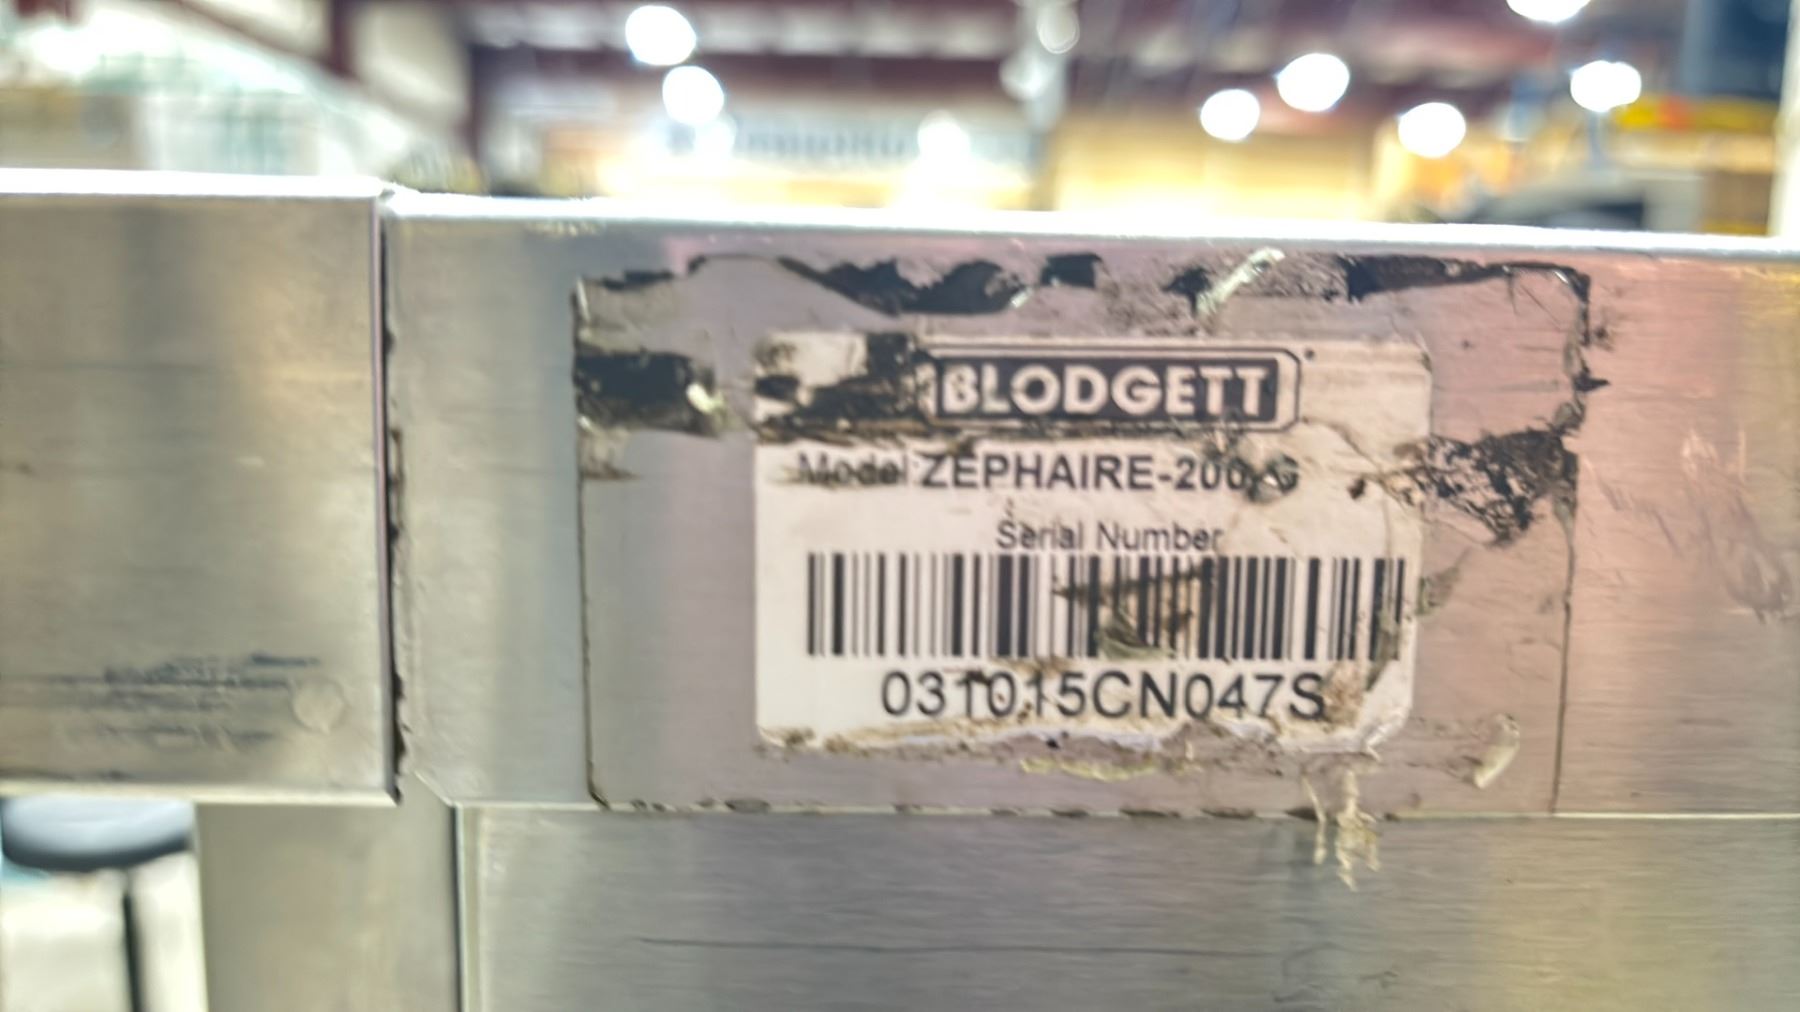 BLODGETT
Model ZEPHAIRE-200-G
Serial Number
031015CN047S